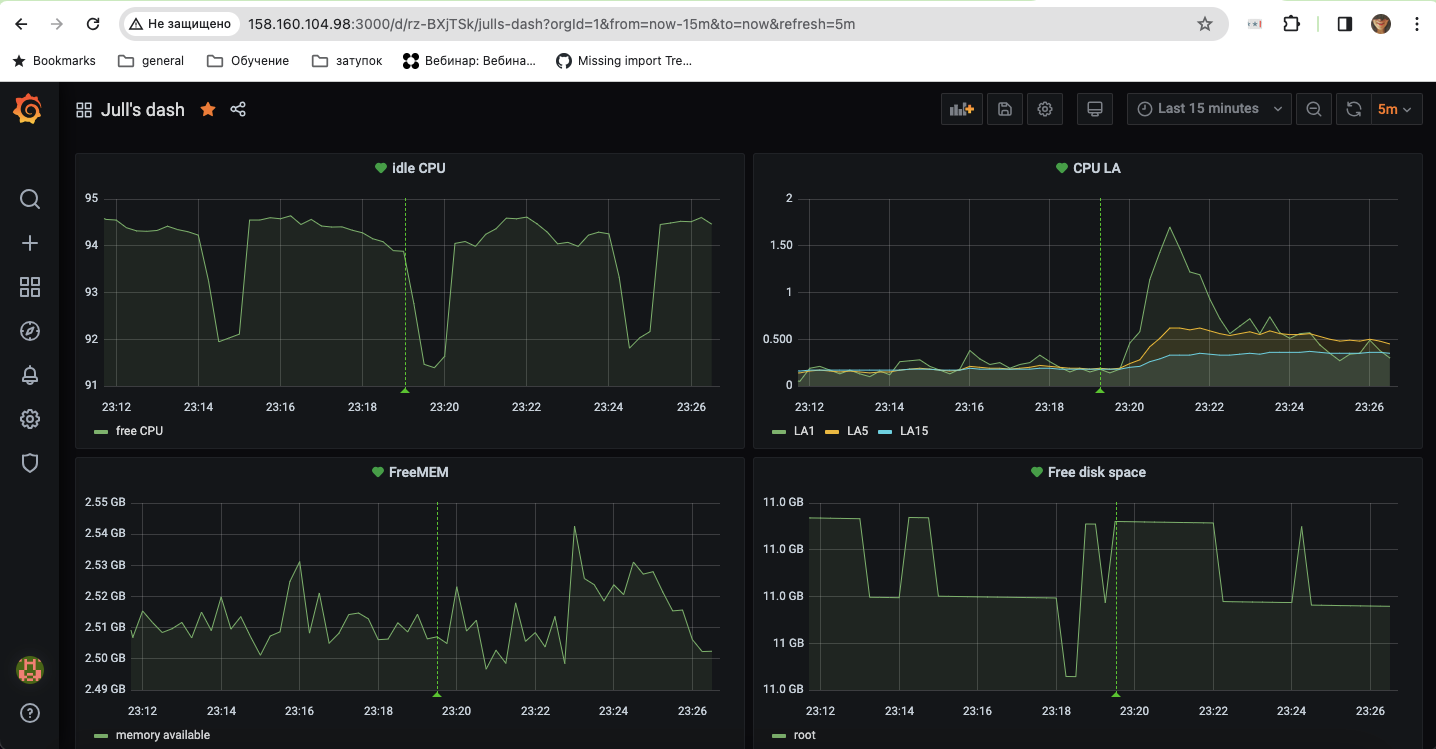 Не защищено 158.160.104.98:3000/d/rz-BXjTSk/julls-dash?orgId=1&from=now-15m&to=now&refresh=5m
Bookmarks general Обучение затупок Вебинар: Вебина... Missing import Tre...
Jull's dash Last 15 minutes 5m
idle CPU
95
94
93
92
91
23:12 23:14 23:16 23:18 23:20 23:22 23:24 23:26
free CPU
CPU LA
2
1.50
1
0.500
0
23:12 23:14 23:16 23:18 23:20 23:22 23:24 23:26
LA1 LA5 LA15
FreeMEM
2.55 GB
2.54 GB
2.53 GB
2.52 GB
2.51 GB
2.50 GB
2.49 GB
23:12 23:14 23:16 23:18 23:20 23:22 23:24 23:26
memory available
Free disk space
11.0 GB
11.0 GB
11.0 GB
11 GB
11.0 GB
23:12 23:14 23:16 23:18 23:20 23:22 23:24 23:26
root